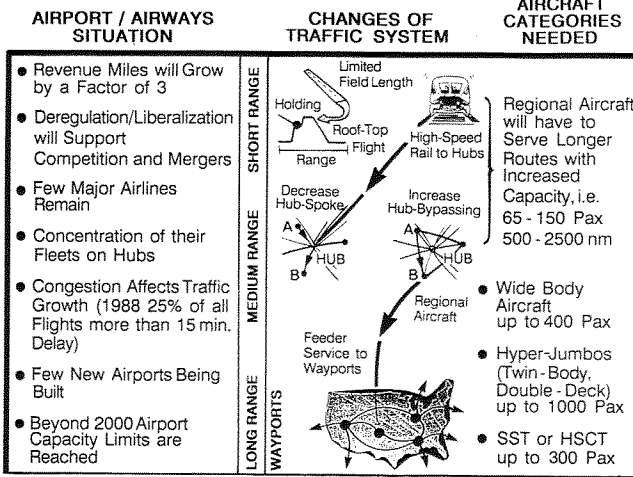 AIRPORT / AIRWAYS
SITUATION
● Revenue Miles will Grow
by a Factor of 3
● Deregulation/Liberalization
will Support
Competition and Mergers
● Few Major Airlines
Remain
● Concentration of their
Fleets on Hubs
● Congestion Affects Traffic
Growth (1988 25% of all
Flights more than 15 min.
Delay)
● Few New Airports Being
Built
● Beyond 2000 Airport
Capacity Limits are
Reached
CHANGES OF
TRAFFIC SYSTEM
SHORT RANGE
Limited
Field Length
Holding
Roof-Top
Flight
Range
High-Speed
Rail to Hubs
MEDIUM RANGE
Decrease
Hub-Spoke
A
HUB
B
Increase
Hub-Bypassing
A
HUB
B
Regional
Aircraft
LONG RANGE
WAYPORTS
Feeder
Service to
Wayports
AIRCRAFT
CATEGORIES
NEEDED
Regional Aircraft
will have to
Serve Longer
Routes with
Increased
Capacity, i.e.
65 - 150 Pax
500 - 2500 nm
● Wide Body
Aircraft
up to 400 Pax
● Hyper-Jumbos
(Twin-Body,
Double-Deck)
up to 1000 Pax
● SST or HSCT
up to 300 Pax